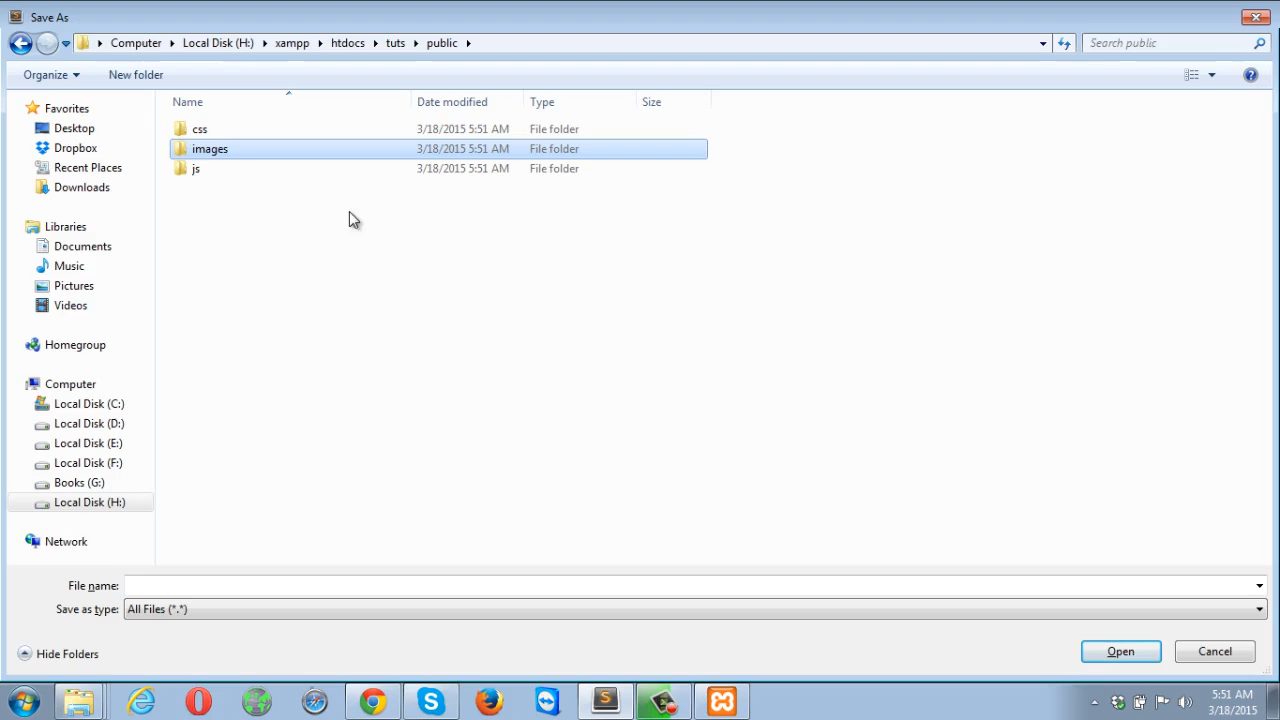 Save As
Computer Local Disk (H:) xampp htdocs tuts public Search public
Organize New folder
Name Date modified Type Size
css 3/18/2015 5:51 AM File folder
images 3/18/2015 5:51 AM File folder
js 3/18/2015 5:51 AM File folder
Favorites
Desktop
Dropbox
Recent Places
Downloads
Libraries
Documents
Music
Pictures
Videos
Homegroup
Computer
Local Disk (C:)
Local Disk (D:)
Local Disk (E:)
Local Disk (F:)
Books (G:)
Local Disk (H:)
Network
File name:
Save as type: All Files (*.*)
Hide Folders Open Cancel
5:51 AM
3/18/2015